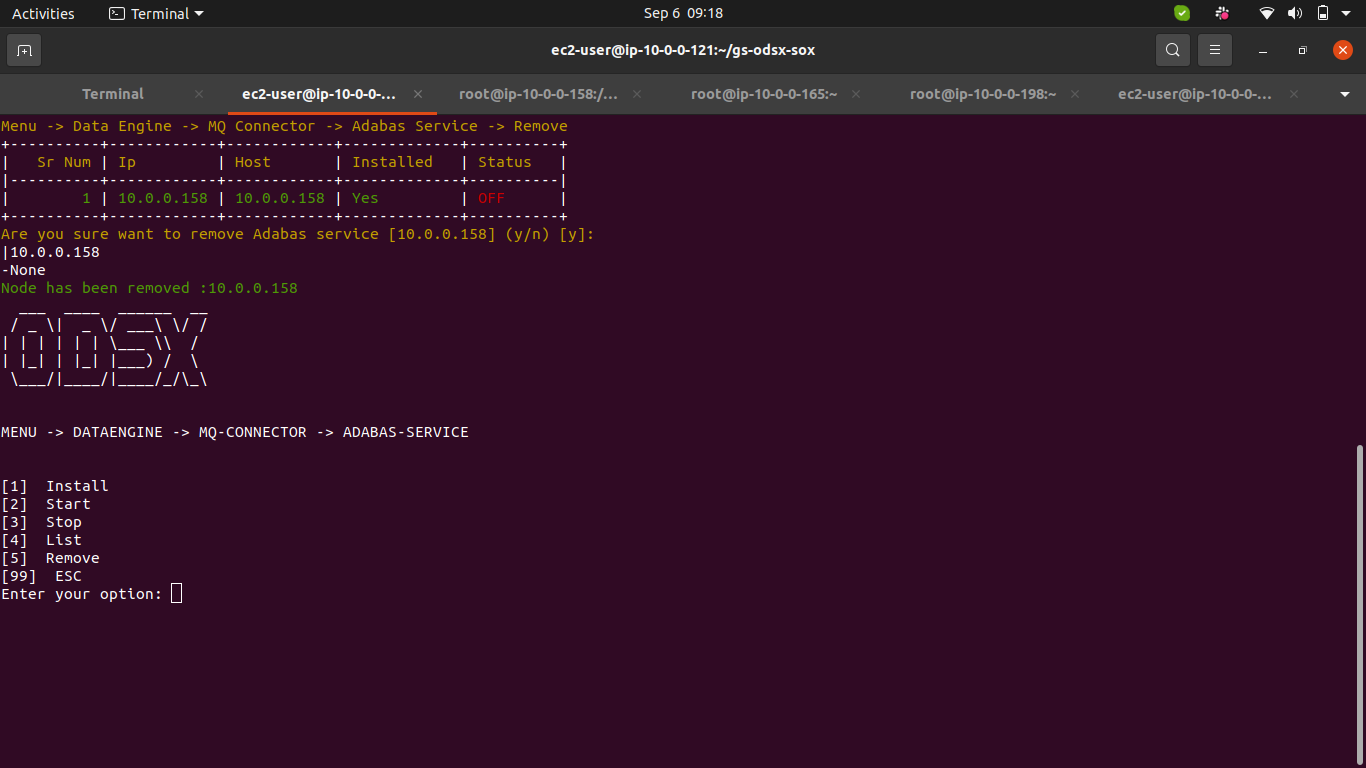 Activities Terminal Sep 6 09:18
ec2-user@ip-10-0-0-121:~/gs-odsx-sox
Terminal × ec2-user@ip-10-0-0-... × root@ip-10-0-0-158:/... × root@ip-10-0-0-165:~ × root@ip-10-0-0-198:~ × ec2-user@ip-10-0-0-... ×
Menu -> Data Engine -> MQ Connector -> Adabas Service -> Remove
+----------+------------+------------+-------------+----------+
|   Sr Num | Ip         | Host       | Installed   | Status   |
|----------+------------+------------+-------------+----------|
|        1 | 10.0.0.158 | 10.0.0.158 | Yes         | OFF      |
+----------+------------+------------+-------------+----------+
Are you sure want to remove Adabas service [10.0.0.158] (y/n) [y]:
|10.0.0.158
-None
Node has been removed :10.0.0.158
  ___  ____  ______  __
 / _ \|  _ \/ ___\ \/ /
| | | | | | \___ \\  /
| |_| | |_| |___) /  \
 \___/|____/|____/_/\_\
MENU -> DATAENGINE -> MQ-CONNECTOR -> ADABAS-SERVICE
[1]  Install
[2]  Start
[3]  Stop
[4]  List
[5]  Remove
[99]  ESC
Enter your option: